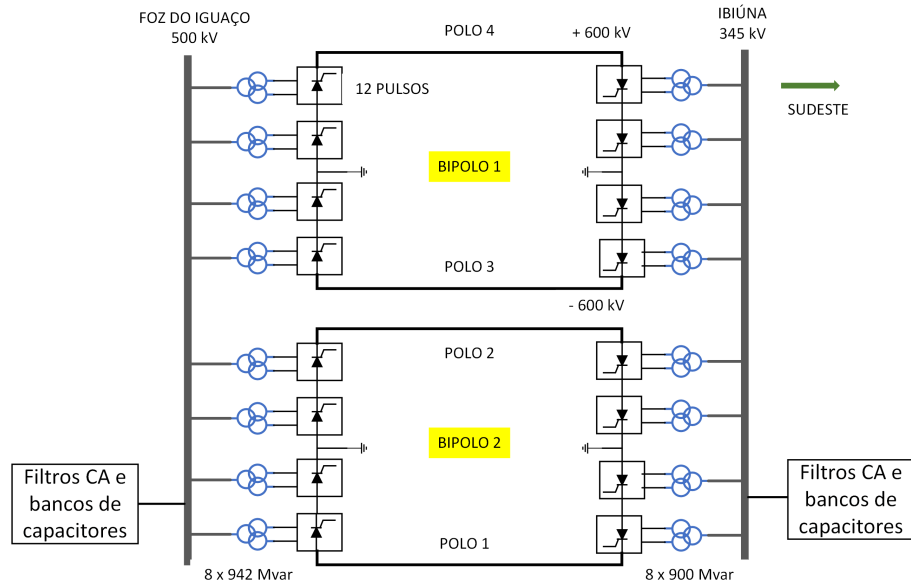 FOZ DO IGUAÇO
500 kV
POLO 4
+ 600 kV
IBIÚNA
345 kV
12 PULSOS
SUDESTE
BIPOLO 1
POLO 3
- 600 kV
POLO 2
BIPOLO 2
Filtros CA e
bancos de
capacitores
Filtros CA e
bancos de
capacitores
POLO 1
8 x 942 Mvar
8 x 900 Mvar